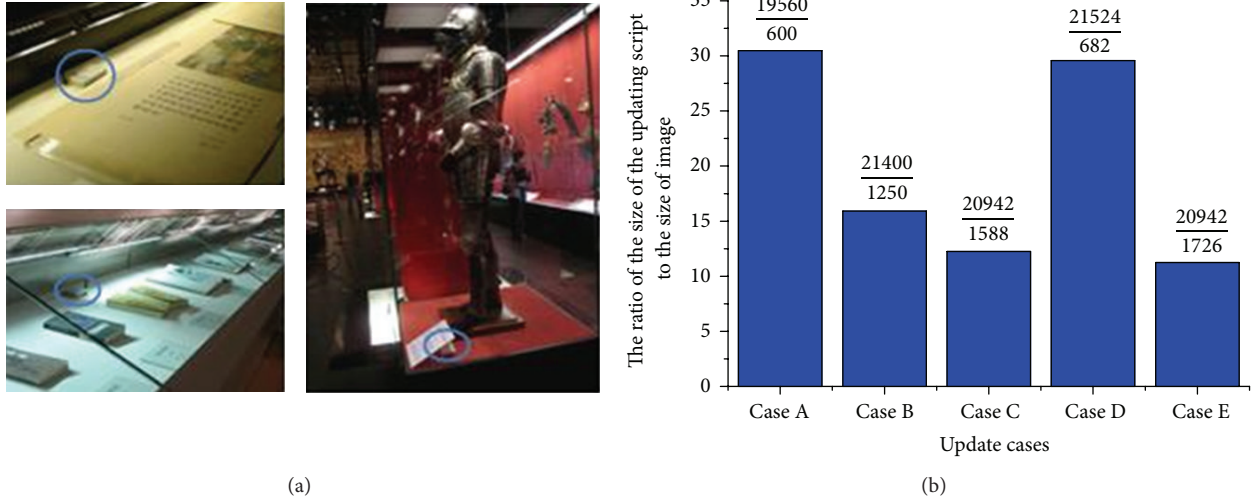 The ratio of the size of the updating script
to the size of image
35
30
25
20
15
10
5
0
19560
600
21400
1250
20942
1588
21524
682
20942
1726
Case A
Case B
Case C
Case D
Case E
Update cases
(a)
(b)